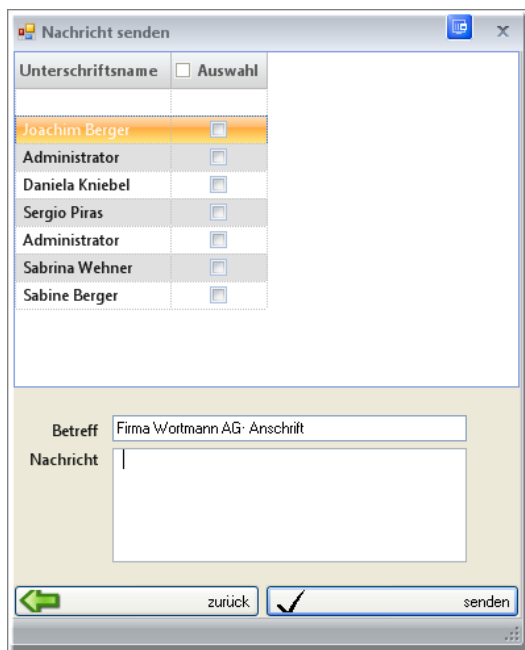 Nachricht senden
Unterschriftsname Auswahl
Joachim Berger
Administrator
Daniela Kniebel
Sergio Piras
Administrator
Sabrina Wehner
Sabine Berger
Betreff Firma Wortmann AG· Anschrift
Nachricht
zurück senden